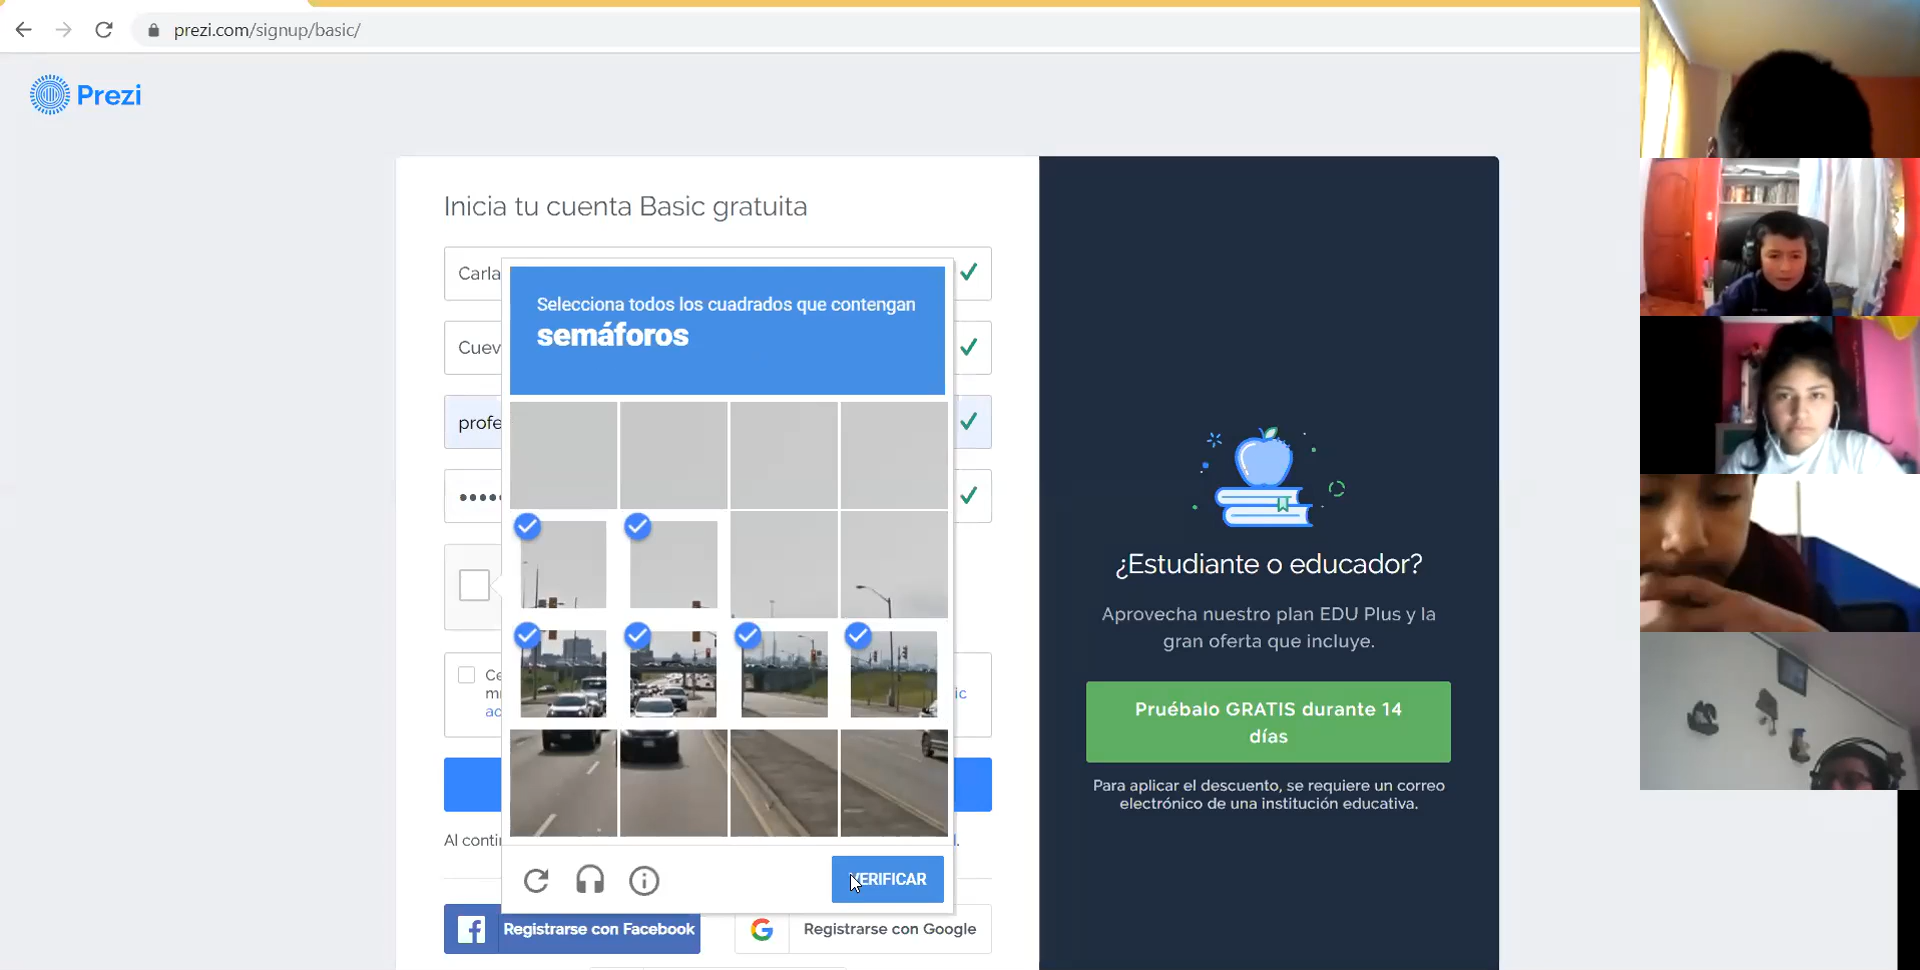 prezi.com/signup/basic/
Prezi
Inicia tu cuenta Basic gratuita
Carla
Cuev
profe
Selecciona todos los cuadrados que contengan
semáforos
VERIFICAR
Al conti
Registrarse con Facebook
Registrarse con Google
¿Estudiante o educador?
Aprovecha nuestro plan EDU Plus y la
gran oferta que incluye.
Pruébalo GRATIS durante 14
días
Para aplicar el descuento, se requiere un correo
electrónico de una institución educativa.